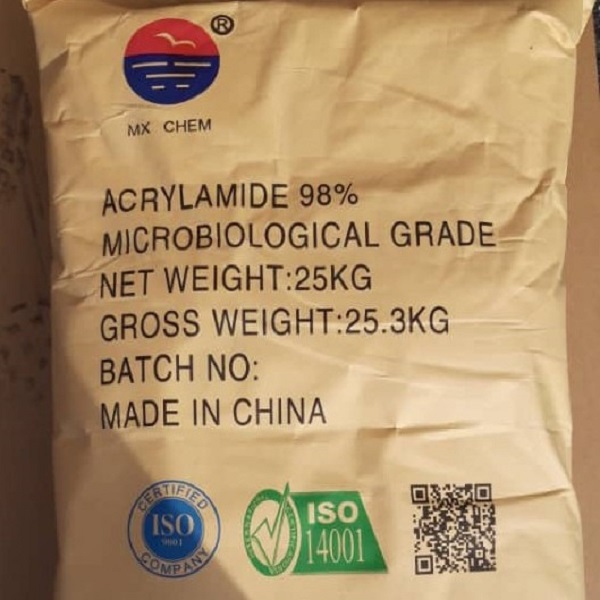 ®
MX CHEM
ACRYLAMIDE 98%
MICROBIOLOGICAL GRADE
NET WEIGHT:25KG
GROSS WEIGHT:25.3KG
BATCH NO:
MADE IN CHINA
CERTIFIED
ISO
9001
COMPANY
ISO
14001